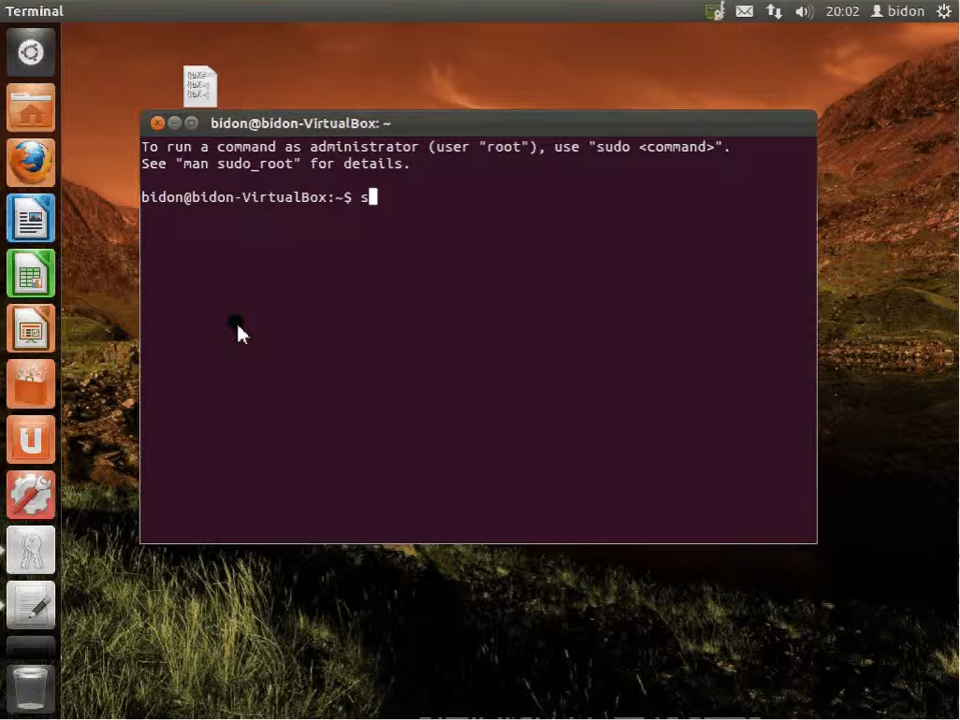 Terminal
20:02
bidon
bidon@bidon-VirtualBox: ~
To run a command as administrator (user "root"), use "sudo <command>".
See "man sudo_root" for details.
bidon@bidon-VirtualBox:~$ s